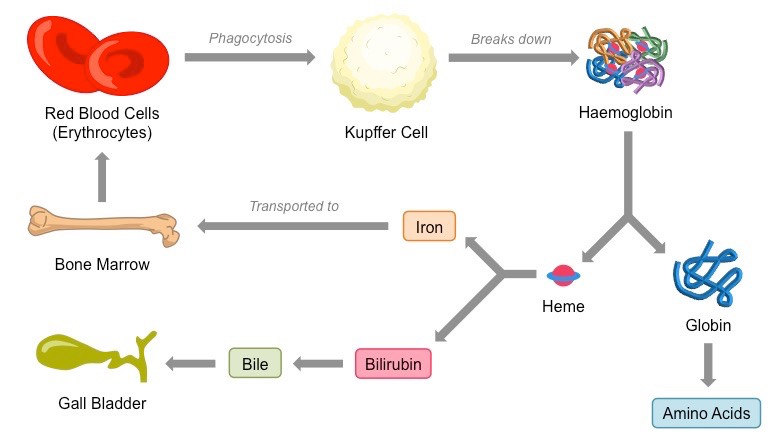 Phagocytosis
Breaks down
Red Blood Cells
(Erythrocytes)
Kupffer Cell
Haemoglobin
Transported to
Iron
Bone Marrow
Heme
Globin
Bile
Bilirubin
Gall Bladder
Amino Acids